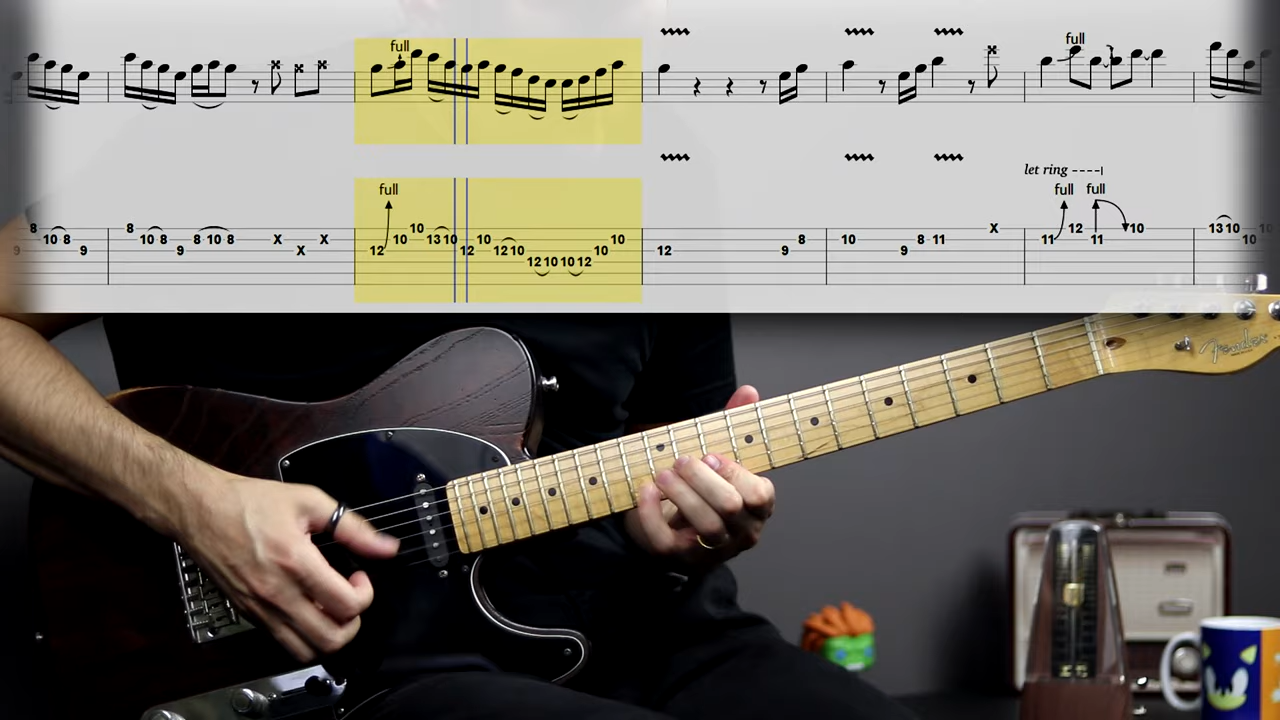 full full
let ring ----|
full full full
8 8 10 X 12 10 13 10 10
10 8 10 8 8 10 8 X X 10 13 10 10 10 8 10 8 11 11 11 10
9 9 9 X 12 12 12 10 10 12 9 9
12 10 10 12
Fender